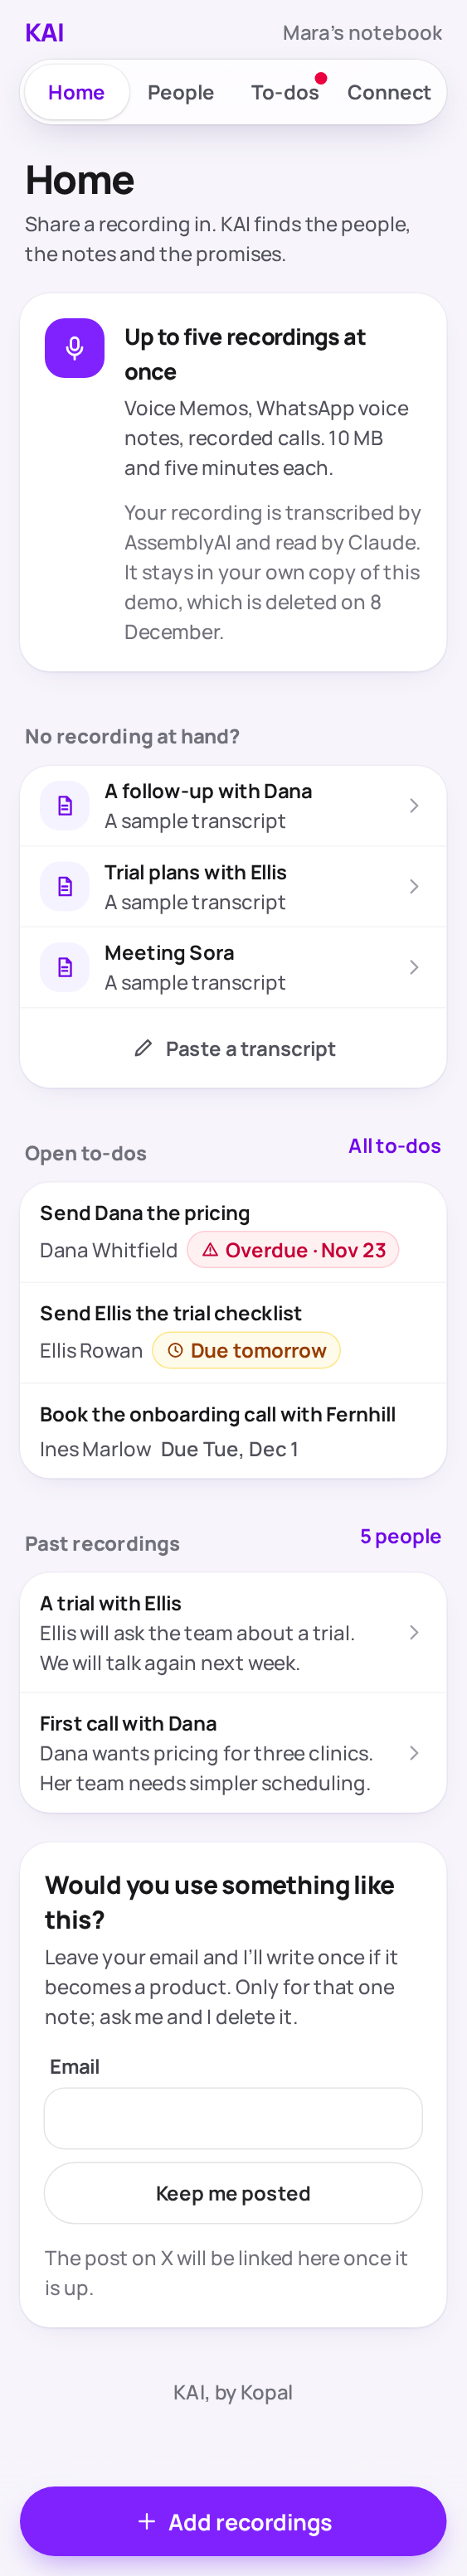 KAI
Mara's notebook
Home
People
To-dos
Connect
Home
Share a recording in. KAI finds the people,
the notes and the promises.
Up to five recordings at
once
Voice Memos, WhatsApp voice
notes, recorded calls. 10 MB
and five minutes each.
Your recording is transcribed by
AssemblyAI and read by Claude.
It stays in your own copy of this
demo, which is deleted on 8
December.
No recording at hand?
A follow-up with Dana
A sample transcript
Trial plans with Ellis
A sample transcript
Meeting Sora
A sample transcript
Paste a transcript
Open to-dos
All to-dos
Send Dana the pricing
Dana Whitfield
Overdue · Nov 23
Send Ellis the trial checklist
Ellis Rowan
Due tomorrow
Book the onboarding call with Fernhill
Ines Marlow Due Tue, Dec 1
Past recordings
5 people
A trial with Ellis
Ellis will ask the team about a trial.
We will talk again next week.
First call with Dana
Dana wants pricing for three clinics.
Her team needs simpler scheduling.
Would you use something like
this?
Leave your email and I'll write once if it
becomes a product. Only for that one
note; ask me and I delete it.
Email
Keep me posted
The post on X will be linked here once it
is up.
KAI, by Kopal
Add recordings